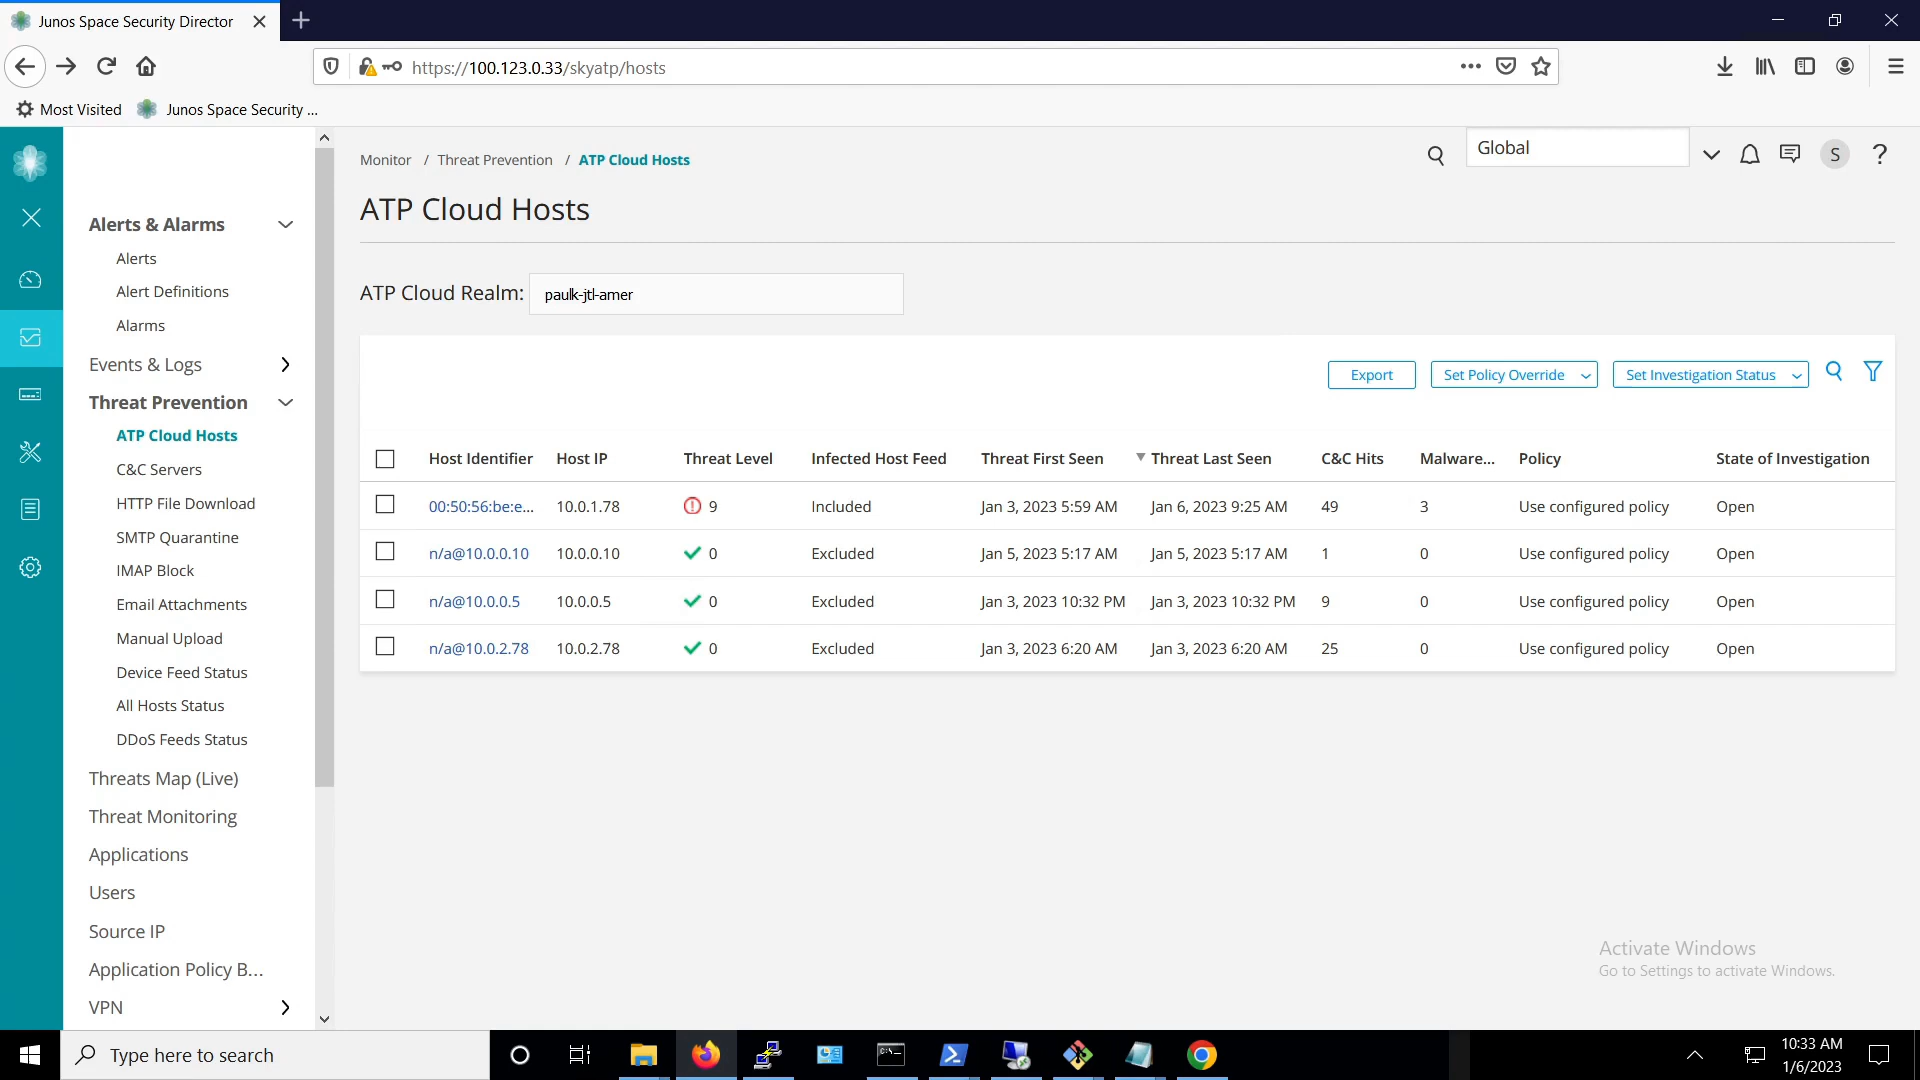 Junos Space Security Director
https://100.123.0.33/skyatp/hosts
Most Visited
Junos Space Security ...
Monitor / Threat Prevention / ATP Cloud Hosts
Global
S
?
ATP Cloud Hosts
ATP Cloud Realm: paulk-jtl-amer
Alerts & Alarms
Alerts
Alert Definitions
Alarms
Events & Logs
Threat Prevention
ATP Cloud Hosts
C&C Servers
HTTP File Download
SMTP Quarantine
IMAP Block
Email Attachments
Manual Upload
Device Feed Status
All Hosts Status
DDoS Feeds Status
Threats Map (Live)
Threat Monitoring
Applications
Users
Source IP
Application Policy B...
VPN
Export
Set Policy Override
Set Investigation Status
Host Identifier Host IP Threat Level Infected Host Feed Threat First Seen Threat Last Seen C&C Hits Malware... Policy State of Investigation
00:50:56:be:e... 10.0.1.78 9 Included Jan 3, 2023 5:59 AM Jan 6, 2023 9:25 AM 49 3 Use configured policy Open
n/a@10.0.0.10 10.0.0.10 0 Excluded Jan 5, 2023 5:17 AM Jan 5, 2023 5:17 AM 1 0 Use configured policy Open
n/a@10.0.0.5 10.0.0.5 0 Excluded Jan 3, 2023 10:32 PM Jan 3, 2023 10:32 PM 9 0 Use configured policy Open
n/a@10.0.2.78 10.0.2.78 0 Excluded Jan 3, 2023 6:20 AM Jan 3, 2023 6:20 AM 25 0 Use configured policy Open
Activate Windows
Go to Settings to activate Windows.
Type here to search
10:33 AM
1/6/2023